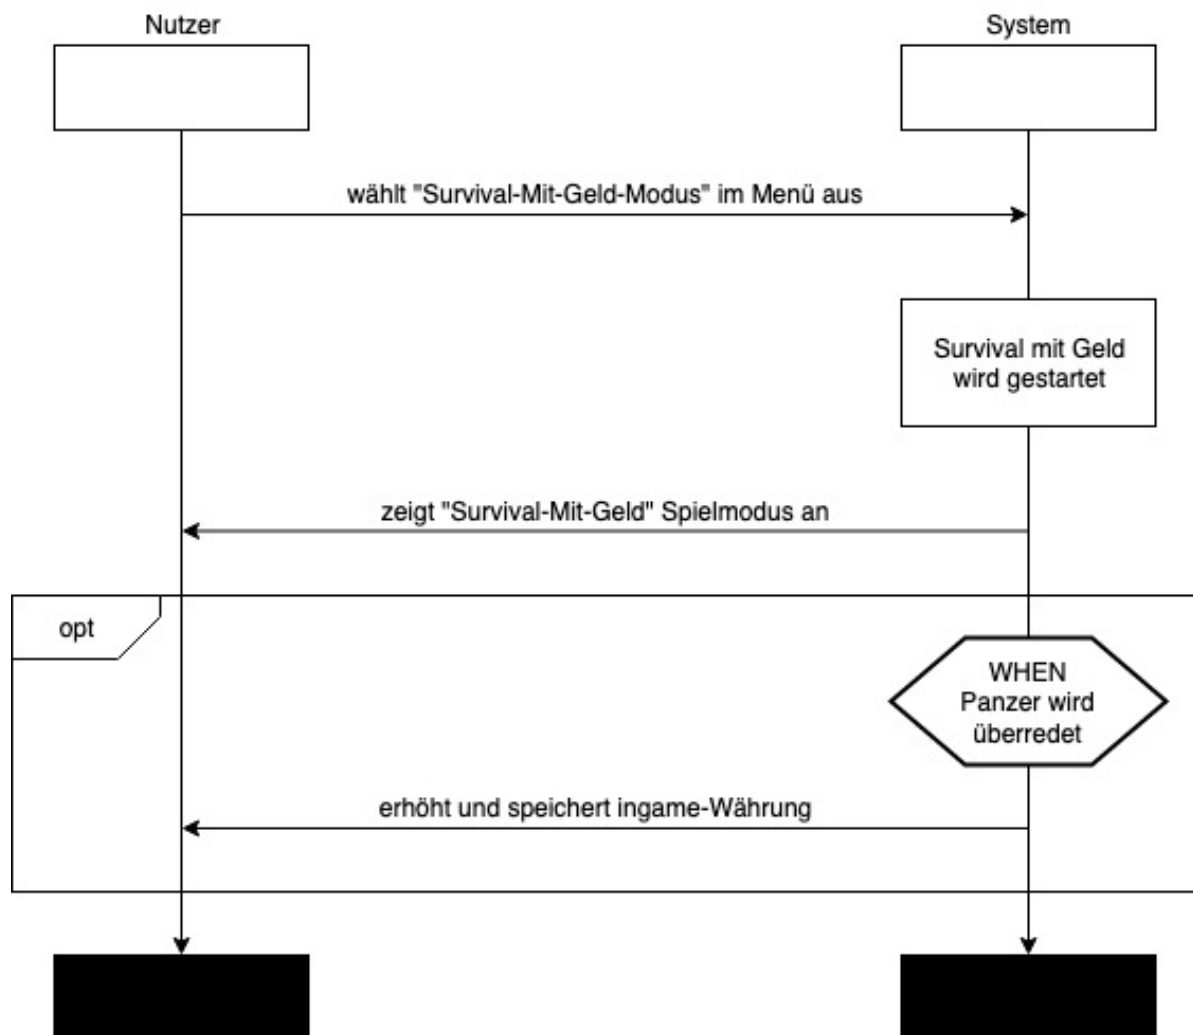 Nutzer
System
wählt "Survival-Mit-Geld-Modus" im Menü aus
Survival mit Geld
wird gestartet
zeigt "Survival-Mit-Geld" Spielmodus an
opt
WHEN
Panzer wird
überredet
erhöht und speichert ingame-Währung